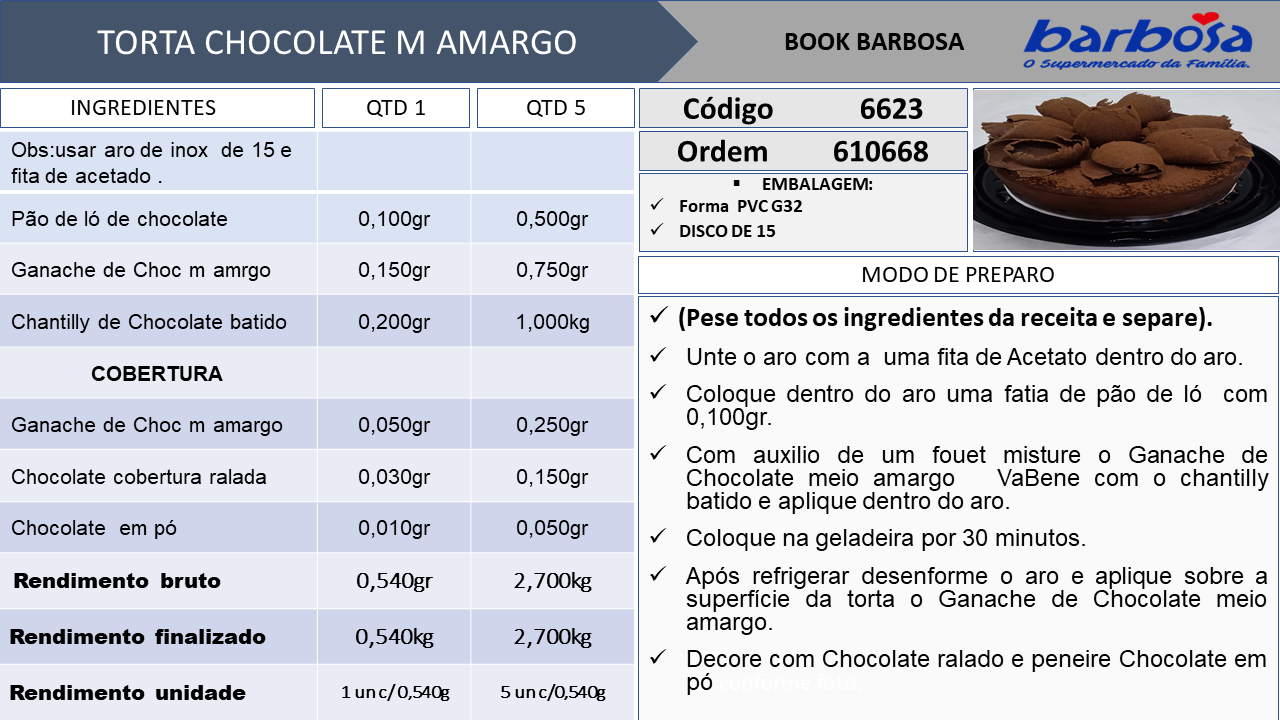 TORTA CHOCOLATE M AMARGO
BOOK BARBOSA
barbosa
O Supermercado da Família.
INGREDIENTES QTD 1 QTD 5
Obs:usar aro de inox de 15 e
fita de acetado .
Pão de ló de chocolate 0,100gr 0,500gr
Ganache de Choc m amrgo 0,150gr 0,750gr
Chantilly de Chocolate batido 0,200gr 1,000kg
COBERTURA
Ganache de Choc m amargo 0,050gr 0,250gr
Chocolate cobertura ralada 0,030gr 0,150gr
Chocolate em pó 0,010gr 0,050gr
Rendimento bruto 0,540gr 2,700kg
Rendimento finalizado 0,540kg 2,700kg
Rendimento unidade 1 un c/ 0,540g 5 un c/0,540g
Código 6623
Ordem 610668
▪ EMBALAGEM:
✓ Forma PVC G32
✓ DISCO DE 15
MODO DE PREPARO
✓ (Pese todos os ingredientes da receita e separe).
✓ Unte o aro com a uma fita de Acetato dentro do aro.
✓ Coloque dentro do aro uma fatia de pão de ló com
0,100gr.
✓ Com auxilio de um fouet misture o Ganache de
Chocolate meio amargo VaBene com o chantilly
batido e aplique dentro do aro.
✓ Coloque na geladeira por 30 minutos.
✓ Após refrigerar desenforme o aro e aplique sobre a
superfície da torta o Ganache de Chocolate meio
amargo.
✓ Decore com Chocolate ralado e peneire Chocolate em
pó conforme foto.